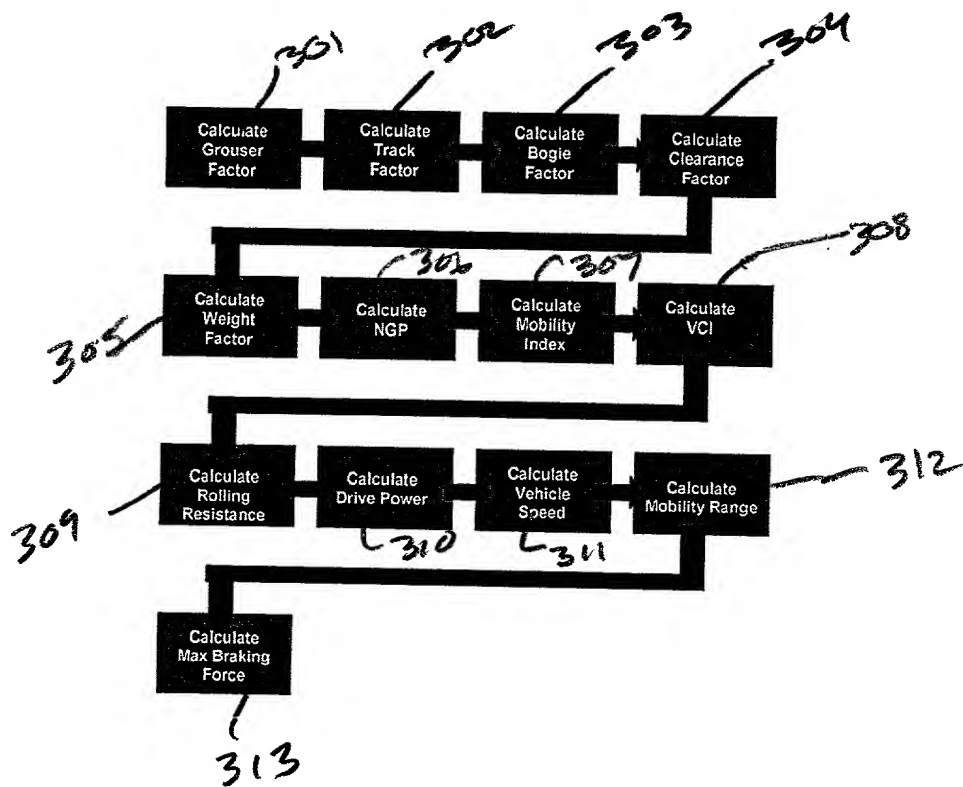 301
302
303
304
Calculate
Grouser
Factor
Calculate
Track
Factor
Calculate
Bogie
Factor
Calculate
Clearance
Factor
305
306
307
308
Calculate
Weight
Factor
Calculate
NGP
Calculate
Mobility
Index
Calculate
VCI
309
Calculate
Rolling
Resistance
Calculate
Drive Power
310
Calculate
Vehicle
Speed
311
Calculate
Mobility Range
312
Calculate
Max Braking
Force
313